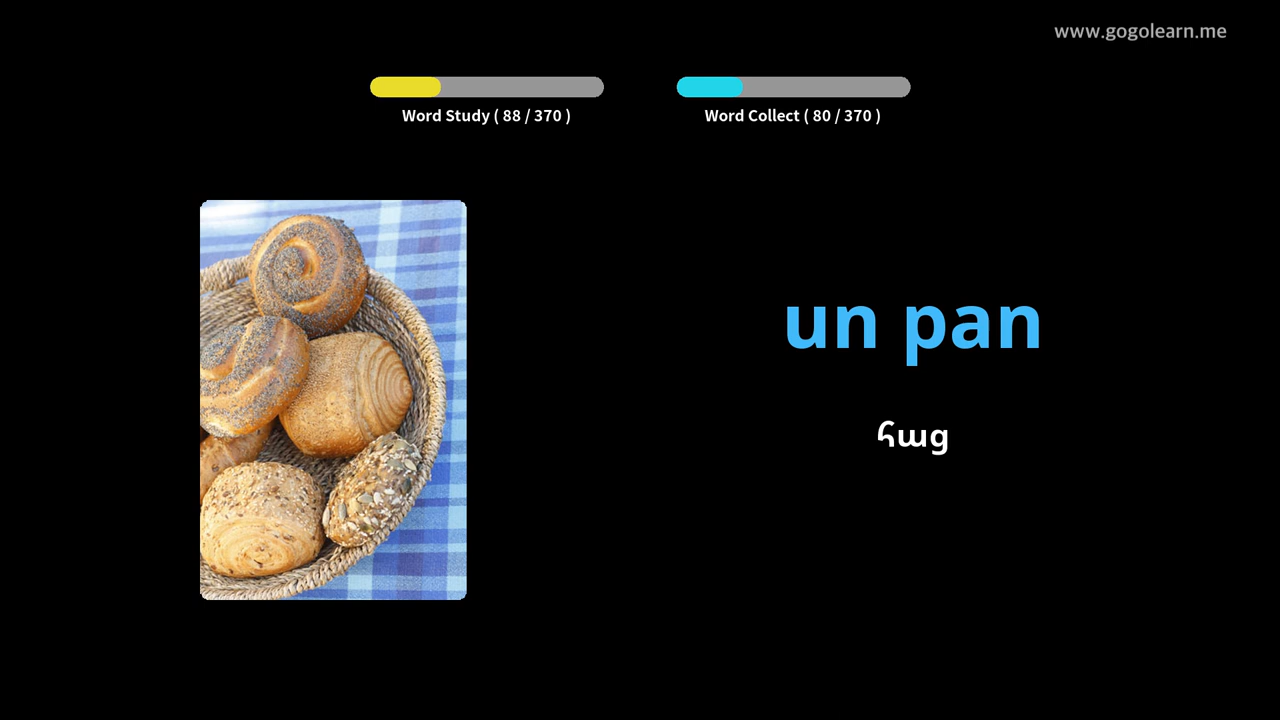 www.gogolearn.me
Word Study ( 88 / 370 )
Word Collect ( 80 / 370 )
un pan
հաց